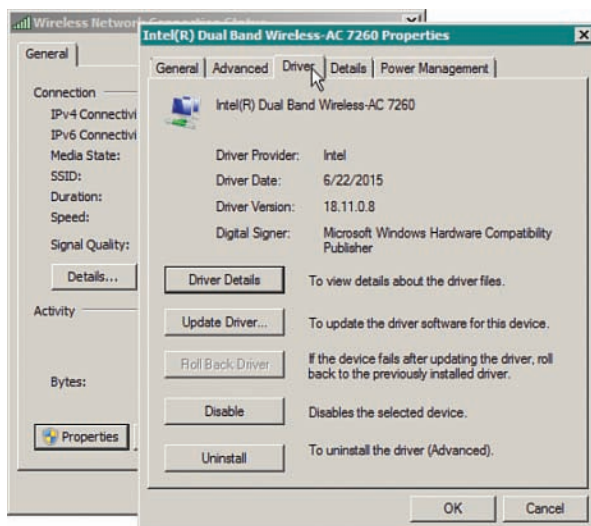 Wireless Network Connection Status
Intel(R) Dual Band Wireless-AC 7260 Properties
General
General Advanced Driver Details Power Management
Connection
IPv4 Connectivi
IPv6 Connectivi
Media State:
SSID:
Duration:
Speed:
Signal Quality:
Details...
Activity
Bytes:
Properties
Intel(R) Dual Band Wireless-AC 7260
Driver Provider: Intel
Driver Date: 6/22/2015
Driver Version: 18.11.0.8
Digital Signer: Microsoft Windows Hardware Compatibility
Publisher
Driver Details To view details about the driver files.
Update Driver... To update the driver software for this device.
Roll Back Driver If the device fails after updating the driver, roll
back to the previously installed driver.
Disable Disables the selected device.
Uninstall To uninstall the driver (Advanced).
OK Cancel